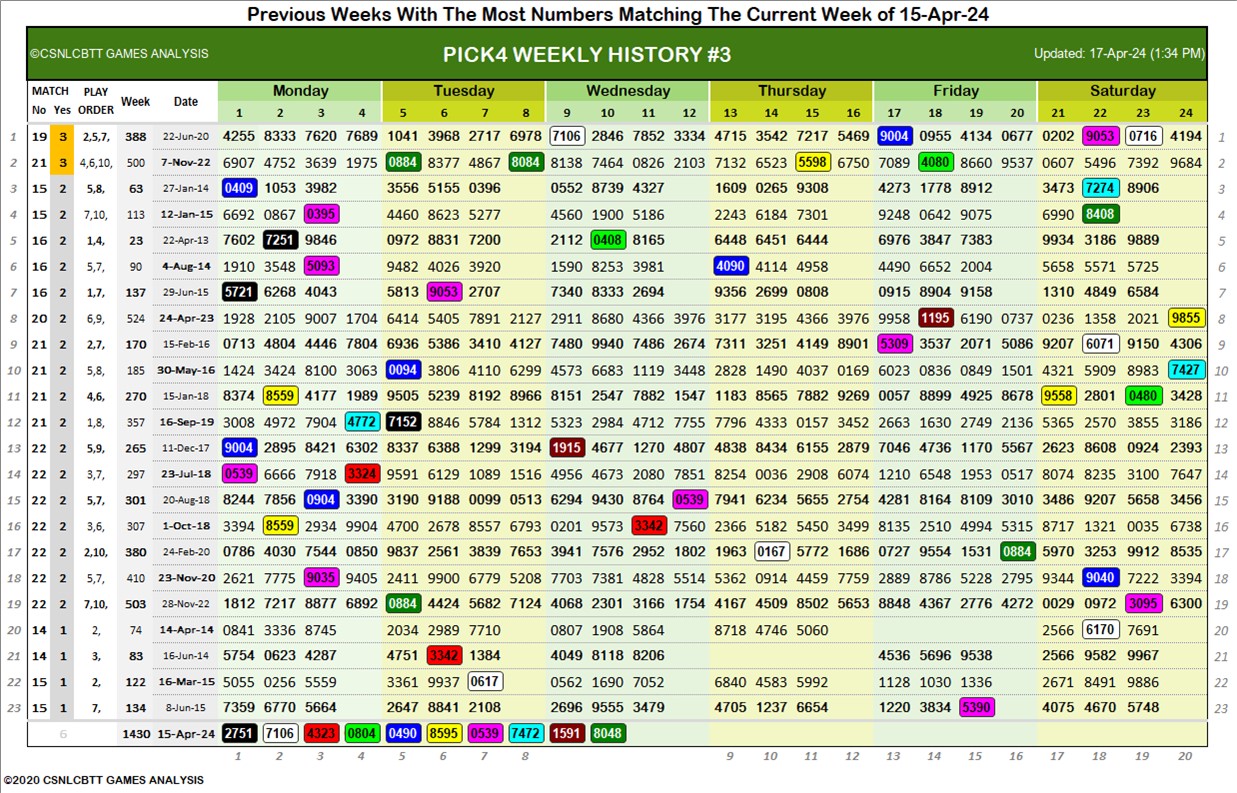 Previous Weeks With The Most Numbers Matching The Current Week of 15-Apr-24
©CSNLCBTT GAMES ANALYSIS PICK4 WEEKLY HISTORY #3 Updated: 17-Apr-24 (1:34 PM)
MATCH PLAY ORDER Week Date Monday Tuesday Wednesday Thursday Friday Saturday
No Yes 1 2 3 4 5 6 7 8 9 10 11 12 13 14 15 16 17 18 19 20 21 22 23 24
1 19 3 2,5,7, 388 22-Jun-20 4255 8333 7620 7689 1041 3968 2717 6978 7106 2846 7852 3334 4715 3542 7217 5469 9004 0955 4134 0677 0202 9053 0716 4194 1
2 21 3 4,6,10, 500 7-Nov-22 6907 4752 3639 1975 0884 8377 4867 8084 8138 7464 0826 2103 7132 6523 5598 6750 7089 4080 8660 9537 0607 5496 7392 9684 2
3 15 2 5,8, 63 27-Jan-14 0409 1053 3982 3556 5155 0396 0552 8739 4327 1609 0265 9308 4273 1778 8912 3473 7274 8906 3
4 15 2 7,10, 113 12-Jan-15 6692 0867 0395 4460 8623 5277 4560 1900 5186 2243 6184 7301 9248 0642 9075 6990 8408 4
5 16 2 1,4, 23 22-Apr-13 7602 7251 9846 0972 8831 7200 2112 0408 8165 6448 6451 6444 6976 3847 7383 9934 3186 9889 5
6 16 2 5,7, 90 4-Aug-14 1910 3548 5093 9482 4026 3920 1590 8253 3981 4090 4114 4958 4490 6652 2004 5658 5571 5725 6
7 16 2 1,7, 137 29-Jun-15 5721 6268 4043 5813 9053 2707 7340 8333 2694 9356 2699 0808 0915 8904 9158 1310 4849 6584 7
8 20 2 6,9, 524 24-Apr-23 1928 2105 9007 1704 6414 5405 7891 2127 2911 8680 4366 3976 3177 3195 4366 3976 9958 1195 6190 0737 0236 1358 2021 9855 8
9 21 2 2,7, 170 15-Feb-16 0713 4804 4446 7804 6936 5386 3410 4127 7480 9940 7486 2674 7311 3251 4149 8901 5309 3537 2071 5086 9207 6071 9150 4306 9
10 21 2 5,8, 185 30-May-16 1424 3424 8100 3063 0094 3806 4110 6299 4573 6683 1119 3448 2828 1490 4037 0169 6023 0836 0849 1501 4321 5909 8983 7427 10
11 21 2 4,6, 270 15-Jan-18 8374 8559 4177 1989 9505 5239 8192 8966 8151 2547 7882 1547 1183 8565 7882 9269 0057 8899 4925 8678 9558 2801 0480 3428 11
12 21 2 1,8, 357 16-Sep-19 3008 4972 7904 4772 7152 8846 5784 1312 5323 2984 4712 7755 7796 4333 0157 3452 2663 1630 2749 2136 5365 2570 3855 3186 12
13 22 2 5,9, 265 11-Dec-17 9004 2895 8421 6302 8337 6388 1299 3194 1915 4677 1270 4807 4838 8434 6155 2879 7046 4736 1170 5567 2623 8608 0924 2393 13
14 22 2 3,7, 297 23-Jul-18 0539 6666 7918 3324 9591 6129 1089 1516 4956 4673 2080 8251 8254 0036 2908 6074 1210 6548 1953 0517 8074 8235 3100 7647 14
15 22 2 5,7, 301 20-Aug-18 8244 7856 0904 3390 3190 9188 0099 0513 6294 9430 8764 0539 7941 6234 5655 2754 4281 8164 8109 3010 3486 9207 5658 3456 15
16 22 2 3,6, 307 1-Oct-18 3394 8559 2934 9904 4700 2678 8557 6793 0201 9573 3342 7560 2366 5182 5450 3499 8135 2510 4994 5315 8717 1321 0035 6738 16
17 22 2 2,10, 380 24-Feb-20 0786 4030 7544 0850 9837 2561 3839 7653 3941 7576 2952 1802 1963 0167 5772 1686 0727 9554 1531 0884 5970 3253 9912 8535 17
18 22 2 5,7, 410 23-Nov-20 2621 7775 9035 9405 2411 9900 6779 5208 7703 7381 4828 5514 5362 0914 4459 7759 2889 8786 5228 2795 9344 9040 7222 3394 18
19 22 2 7,10, 503 28-Nov-22 1812 7217 8877 6892 0884 4424 5682 7124 4068 2301 3166 1754 4167 4509 8502 5653 8848 4367 2776 4272 0029 0972 3095 6300 19
20 14 1 2, 74 14-Apr-14 0841 3336 8745 2034 2989 7710 0807 1908 5864 8718 4746 5060 2566 6170 7691 20
21 14 1 3, 83 16-Jun-14 5754 0623 4287 4751 3342 1384 4049 8118 8206 4536 5696 9538 2566 9582 9967 21
22 14 1 2, 122 16-Mar-15 5055 0256 5559 3361 9937 0617 0562 1690 7052 6840 4583 5992 1128 1030 1336 2671 8491 9886 22
23 15 1 7, 134 8-Jun-15 7359 6770 5664 2647 8841 2108 2696 9555 3479 4705 1237 6654 1220 3834 5390 4075 4670 5748 23
6 1430 15-Apr-24 2751 7106 4323 0804 0490 8595 0539 7472 1591 8048
1 2 3 4 5 6 7 8 9 10 11 12 13 14 15 16 17 18 19 20
©2020 CSNLCBTT GAMES ANALYSIS